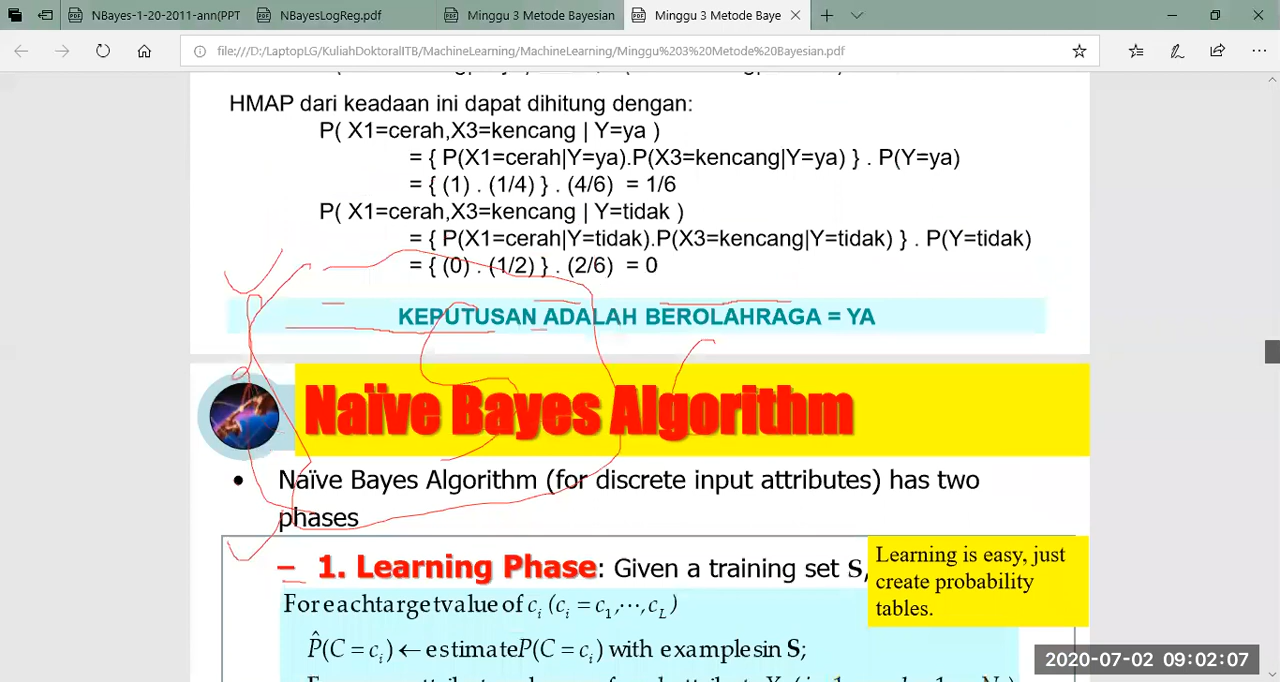 NBayes-1-20-2011-ann(PPT
NBayesLogReg.pdf
Minggu 3 Metode Bayesian
Minggu 3 Metode Baye
file:///D:/LaptopLG/KuliahDoktoralITB/MachineLearning/MachineLearning/Minggu%203%20Metode%20Bayesian.pdf
HMAP dari keadaan ini dapat dihitung dengan:
P( X1=cerah,X3=kencang | Y=ya )
= { P(X1=cerah|Y=ya).P(X3=kencang|Y=ya) } . P(Y=ya)
= { (1) . (1/4) } . (4/6) = 1/6
P( X1=cerah,X3=kencang | Y=tidak )
= { P(X1=cerah|Y=tidak).P(X3=kencang|Y=tidak) } . P(Y=tidak)
= { (0) . (1/2) } . (2/6) = 0
KEPUTUSAN ADALAH BEROLAHRAGA = YA
Naïve Bayes Algorithm
• Naïve Bayes Algorithm (for discrete input attributes) has two
phases
– 1. Learning Phase: Given a training set S,
Learning is easy, just
create probability
tables.
For each target value of cᵢ (cᵢ = c₁,⋯,c_L)
P̂(C = cᵢ) ← estimate P(C = cᵢ) with examples in S;
2020-07-02 09:02:07